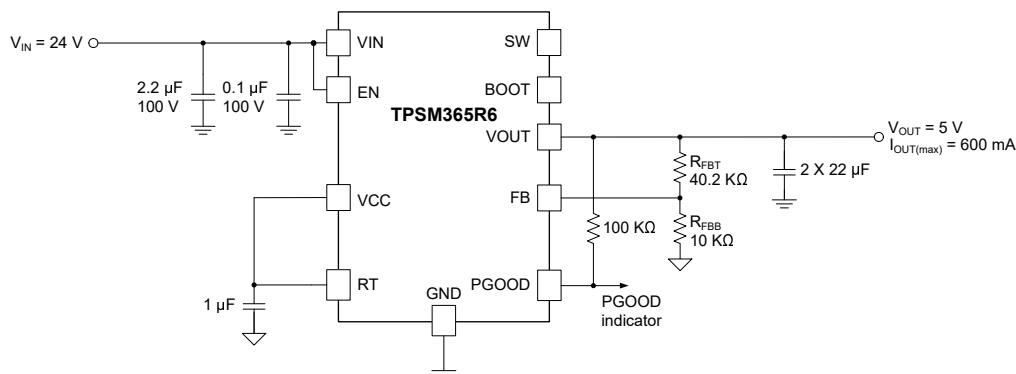 V_IN = 24 V
2.2 µF
100 V
0.1 µF
100 V
VIN
EN
VCC
RT
1 µF
TPSM365R6
SW
BOOT
VOUT
FB
PGOOD
GND
100 KΩ
R_FBT
40.2 KΩ
R_FBB
10 KΩ
2 X 22 µF
V_OUT = 5 V
I_OUT(max) = 600 mA
PGOOD
indicator